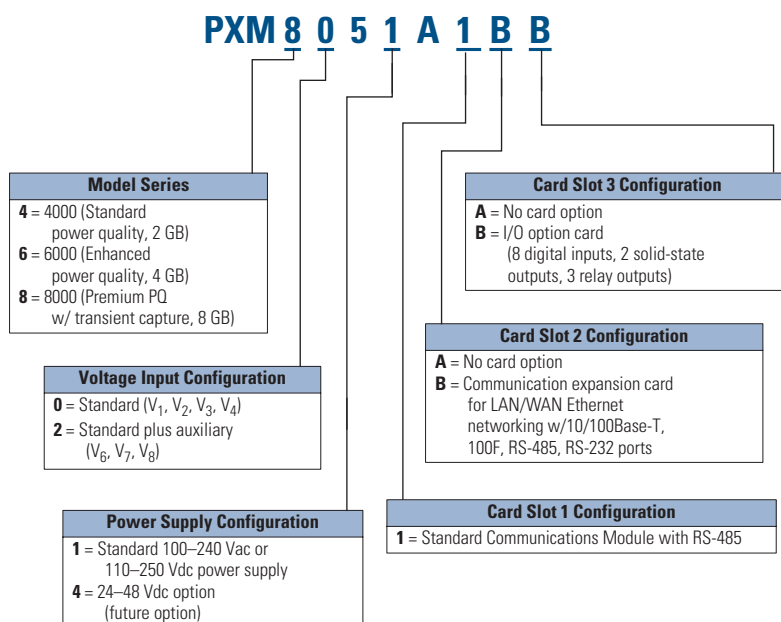 PXM 8 0 5 1 A 1 B B
Model Series
4 = 4000 (Standard
power quality, 2 GB)
6 = 6000 (Enhanced
power quality, 4 GB)
8 = 8000 (Premium PQ
w/ transient capture, 8 GB)
Voltage Input Configuration
0 = Standard (V1, V2, V3, V4)
2 = Standard plus auxiliary
(V6, V7, V8)
Power Supply Configuration
1 = Standard 100–240 Vac or
110–250 Vdc power supply
4 = 24–48 Vdc option
(future option)
Card Slot 3 Configuration
A = No card option
B = I/O option card
(8 digital inputs, 2 solid-state
outputs, 3 relay outputs)
Card Slot 2 Configuration
A = No card option
B = Communication expansion card
for LAN/WAN Ethernet
networking w/10/100Base-T,
100F, RS-485, RS-232 ports
Card Slot 1 Configuration
1 = Standard Communications Module with RS-485